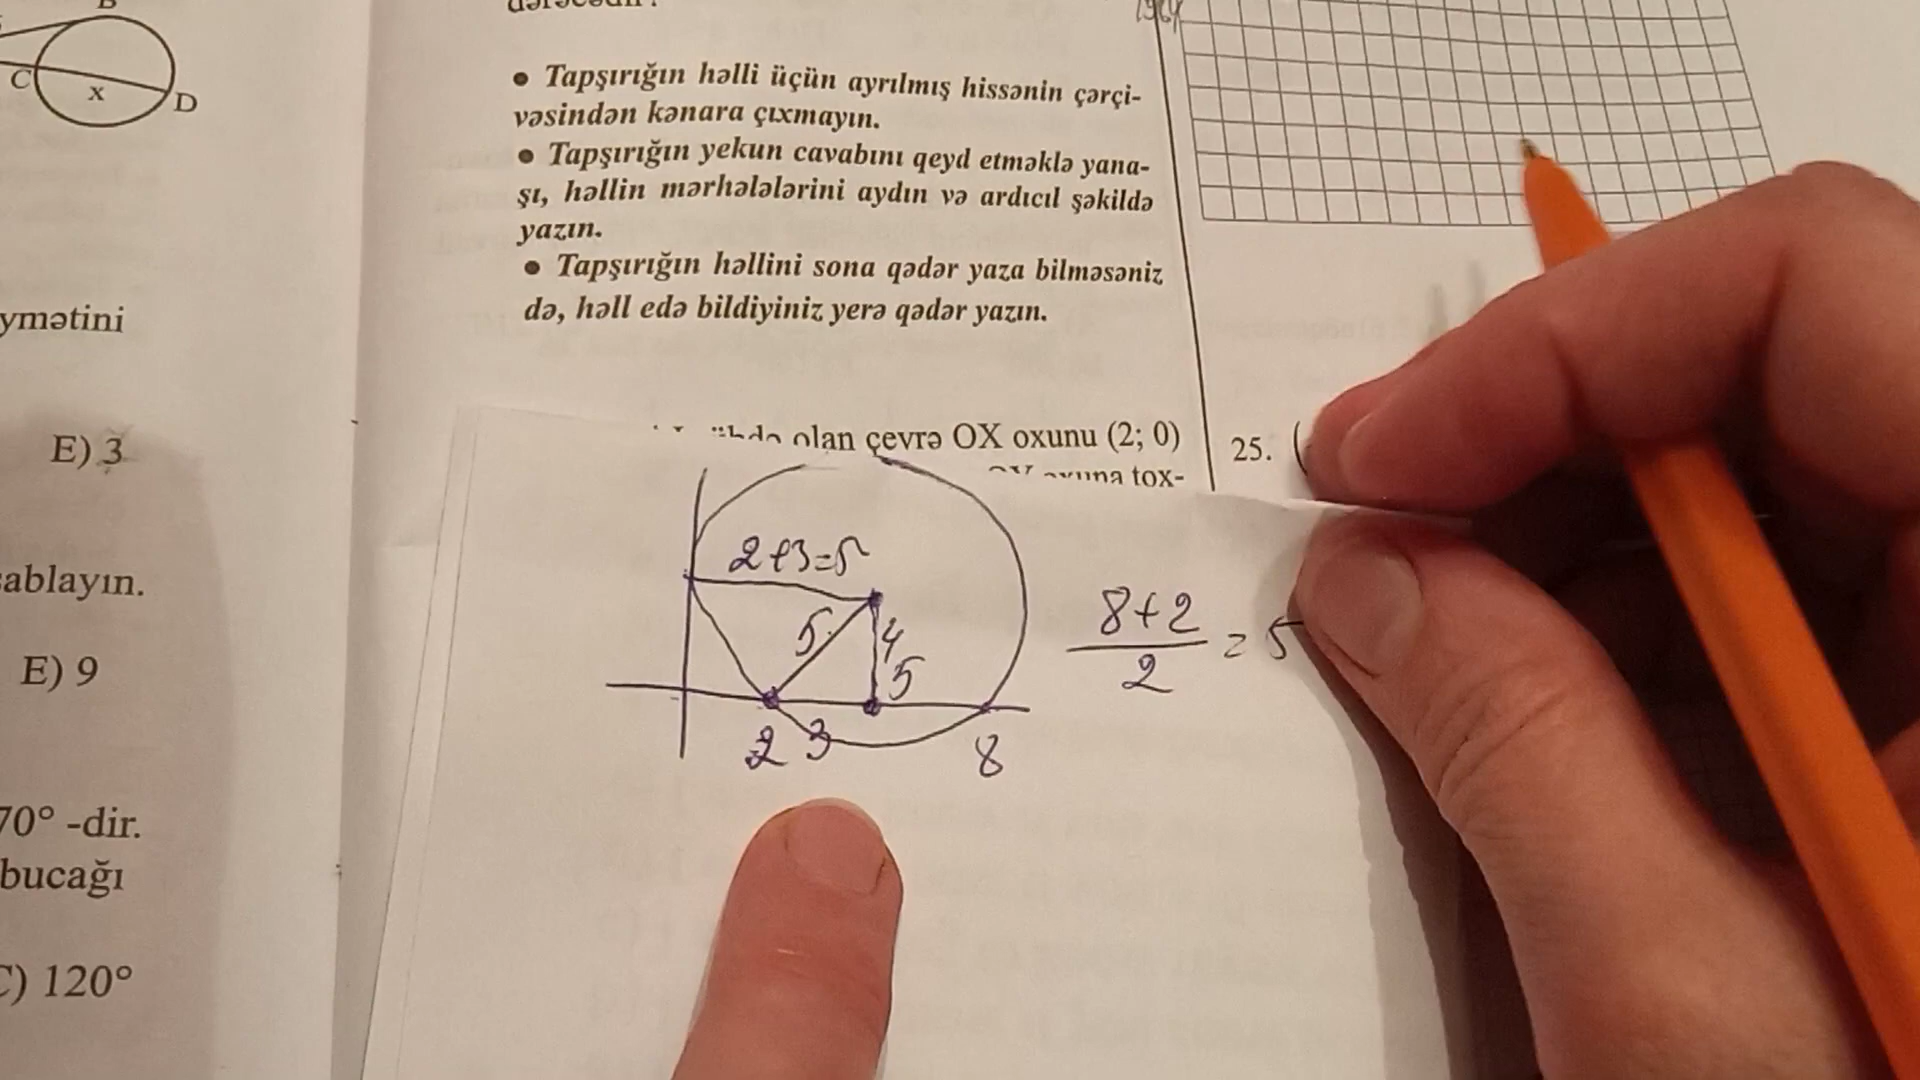 B
C
x
D
ymətini
E) 3
ablayın.
E) 9
70° -dir.
bucağı
C) 120°
• Tapşırığın həlli üçün ayrılmış hissənin çərçi-
vəsindən kənara çıxmayın.
• Tapşırığın yekun cavabını qeyd etməklə yana-
şı, həllin mərhələlərini aydın və ardıcıl şəkildə
yazın.
• Tapşırığın həllini sona qədər yaza bilməsəniz
də, həll edə bildiyiniz yerə qədər yazın.
olan çevrə OX oxunu (2; 0)
oxuna tox-
25.
2+3=5
5
4
5
2 3 8
8+2
2
= 5